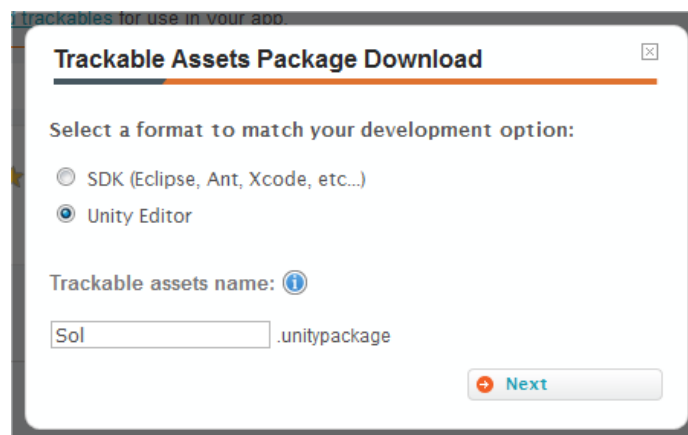 trackables for use in your app.
Trackable Assets Package Download
Select a format to match your development option:
SDK (Eclipse, Ant, Xcode, etc...)
Unity Editor
Trackable assets name:
Sol .unitypackage
Next